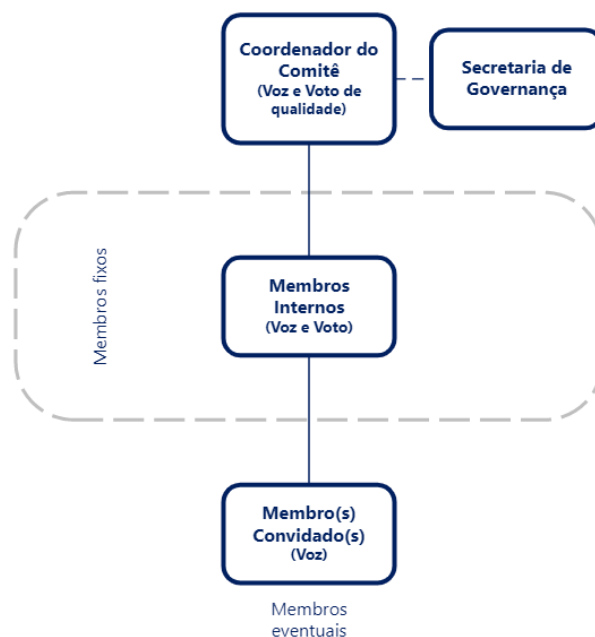 Coordenador do
Comitê
(Voz e Voto de
qualidade)
Secretaria de
Governança
Membros fixos
Membros
Internos
(Voz e Voto)
Membro(s)
Convidado(s)
(Voz)
Membros
eventuais